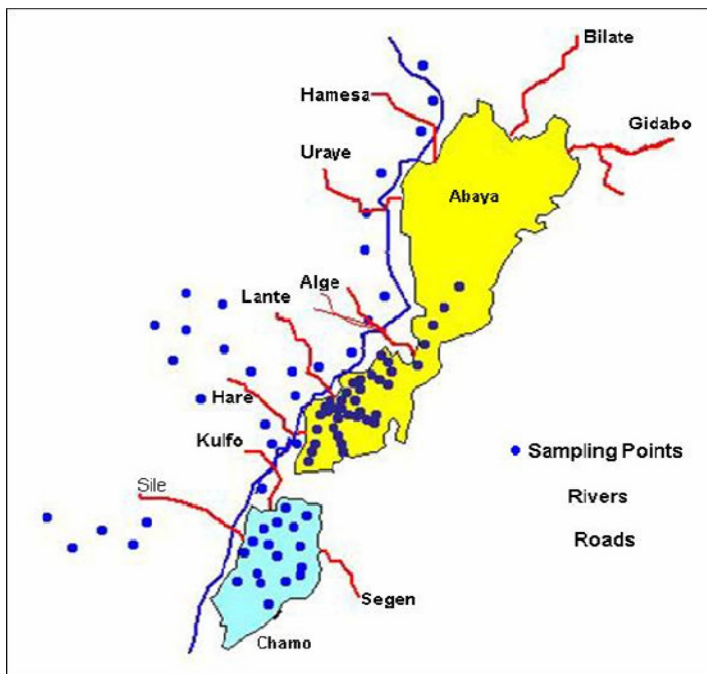 Bilate
Hamesa
Gidabo
Uraye
Abaya
Alge
Lante
Hare
Kulfo
Sampling Points
Sile
Rivers
Roads
Segen
Chamo